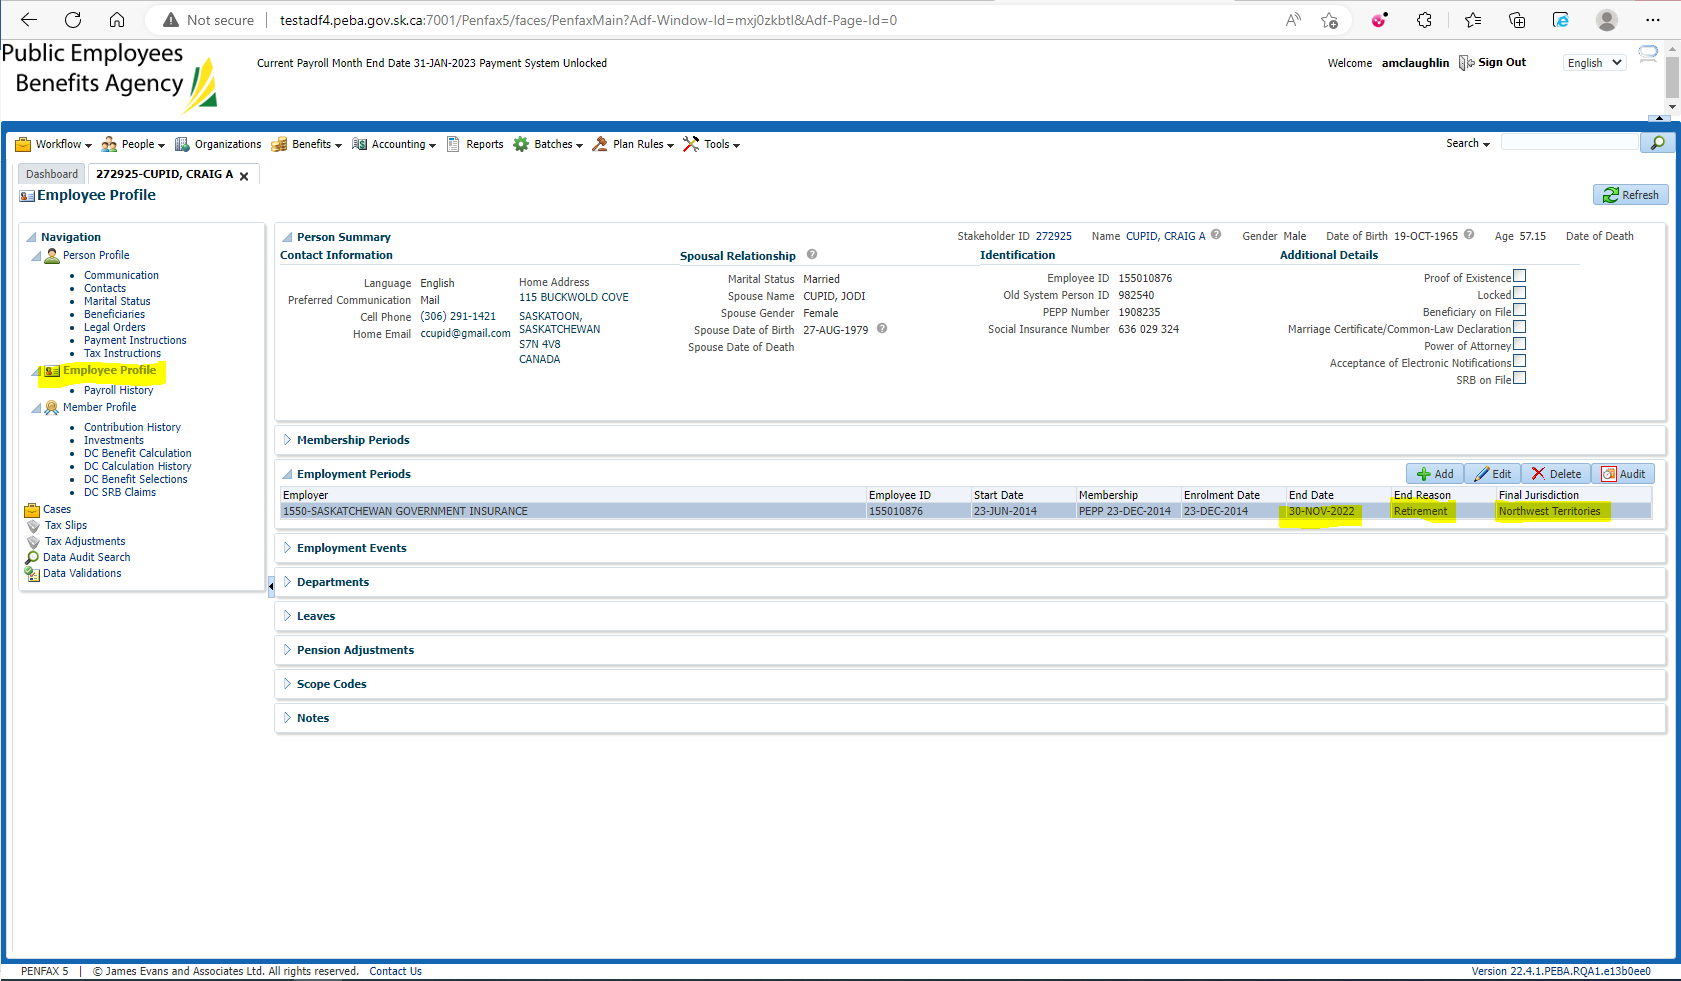 Not secure | testadf4.peba.gov.sk.ca:7001/Penfax5/faces/PenfaxMain?Adf-Window-Id=mxj0zkbtl&Adf-Page-Id=0
Public Employees
Benefits Agency
Current Payroll Month End Date 31-JAN-2023 Payment System Unlocked
Welcome amclaughlin Sign Out English
Workflow People Organizations Benefits Accounting Reports Batches Plan Rules Tools Search
Dashboard 272925-CUPID, CRAIG A
Employee Profile
Refresh
Navigation
Person Profile
Communication
Contacts
Marital Status
Beneficiaries
Legal Orders
Payment Instructions
Tax Instructions
Employee Profile
Payroll History
Member Profile
Contribution History
Investments
DC Benefit Calculation
DC Calculation History
DC Benefit Selections
DC SRB Claims
Cases
Tax Slips
Tax Adjustments
Data Audit Search
Data Validations
Person Summary
Stakeholder ID 272925 Name CUPID, CRAIG A Gender Male Date of Birth 19-OCT-1965 Age 57.15 Date of Death
Contact Information
Language English
Preferred Communication Mail
Cell Phone (306) 291-1421
Home Email ccupid@gmail.com
Home Address
115 BUCKWOLD COVE
SASKATOON,
SASKATCHEWAN
S7N 4V8
CANADA
Spousal Relationship
Marital Status Married
Spouse Name CUPID, JODI
Spouse Gender Female
Spouse Date of Birth 27-AUG-1979
Spouse Date of Death
Identification
Employee ID 155010876
Old System Person ID 982540
PEPP Number 1908235
Social Insurance Number 636 029 324
Additional Details
Proof of Existence
Locked
Beneficiary on File
Marriage Certificate/Common-Law Declaration
Power of Attorney
Acceptance of Electronic Notifications
SRB on File
Membership Periods
Employment Periods
Add Edit Delete Audit
Employer Employee ID Start Date Membership Enrolment Date End Date End Reason Final Jurisdiction
1550-SASKATCHEWAN GOVERNMENT INSURANCE 155010876 23-JUN-2014 PEPP 23-DEC-2014 23-DEC-2014 30-NOV-2022 Retirement Northwest Territories
Employment Events
Departments
Leaves
Pension Adjustments
Scope Codes
Notes
PENFAX 5 | © James Evans and Associates Ltd. All rights reserved. Contact Us
Version 22.4.1.PEBA.RQA1.e13b0ee0